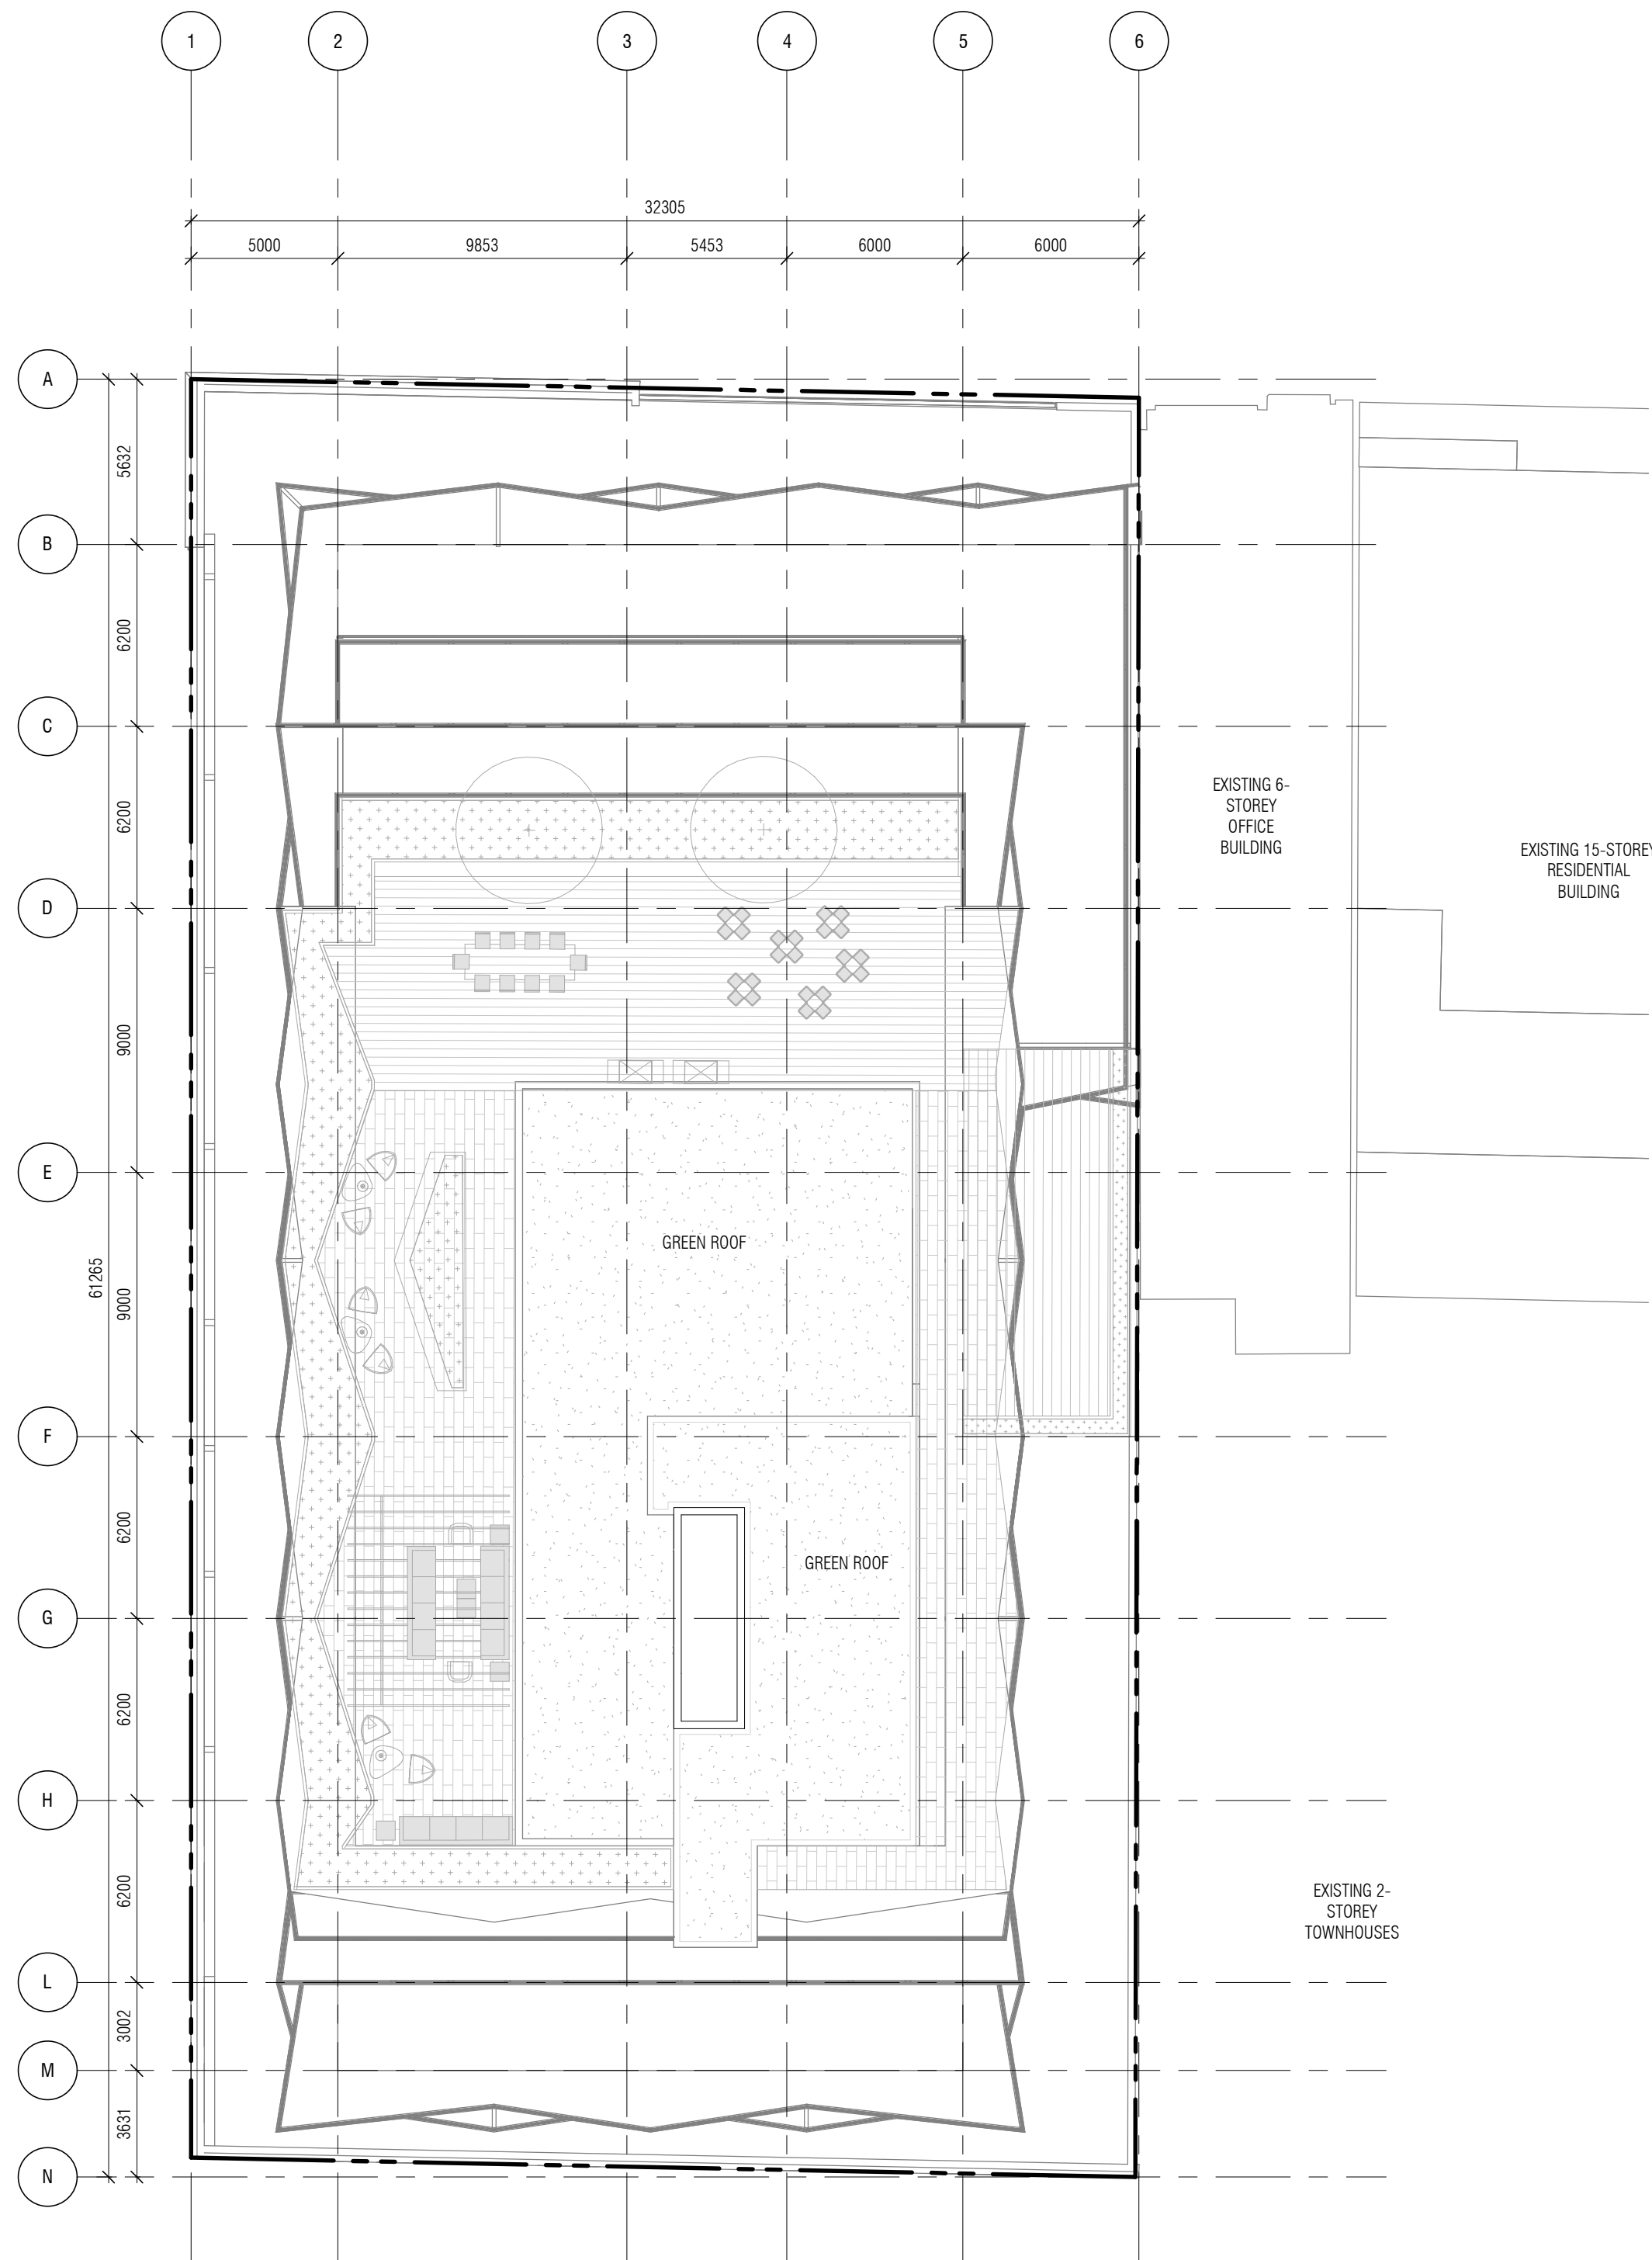 1
2
3
4
5
6
32305
5000
9853
5453
6000
6000
A
5632
B
6200
C
6200
EXISTING 6-
STOREY
OFFICE
BUILDING
EXISTING 15-STOREY
RESIDENTIAL
BUILDING
D
9000
E
GREEN ROOF
61265
9000
F
6200
GREEN ROOF
G
6200
H
6200
EXISTING 2-
STOREY
TOWNHOUSES
L
3002
M
3631
N